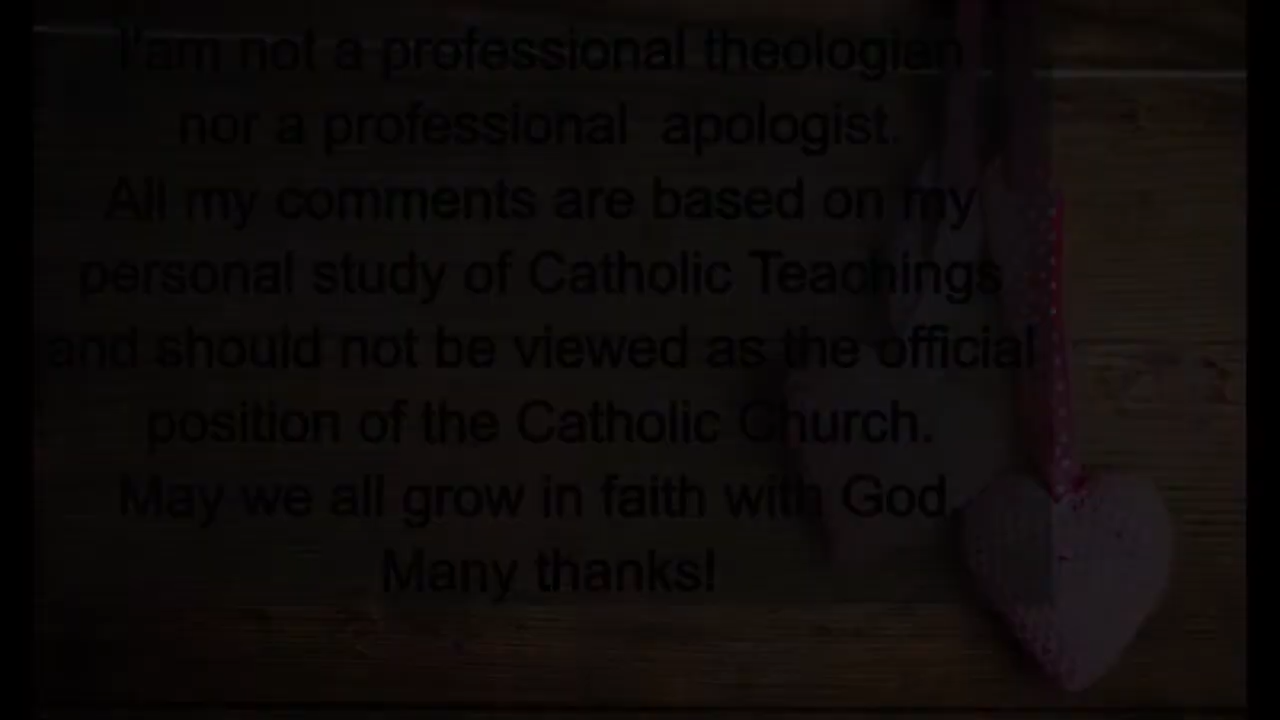 I'am not a professional theologian
nor a professional apologist.
All my comments are based on my
personal study of Catholic Teachings
and should not be viewed as the official
position of the Catholic Church.
May we all grow in faith with God.
Many thanks!